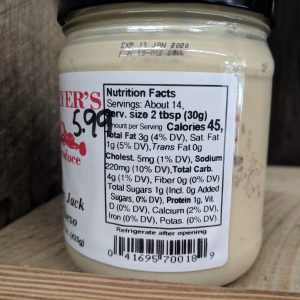 EXP 13 JAN 2020
YER'S
5.99
Jack
Nutrition Facts
Servings: About 14,
erv. size 2 tbsp (30g)
mount per Serving Calories 45,
Total Fat 3g (4% DV), Sat. Fat
1g (5% DV), Trans Fat 0g
Cholest. 5mg (1% DV), Sodium
220mg (10% DV), Total Carb.
4g (1% DV), Fiber 0g (0% DV)
Total Sugars 1g (Incl. 0g Added
Sugars, 0% DV), Protein 1g, Vit.
D (0% DV), Calcium (2% DV),
Iron (0% DV), Potas. (0% DV).
Refrigerate after opening
0 41695 70018 9